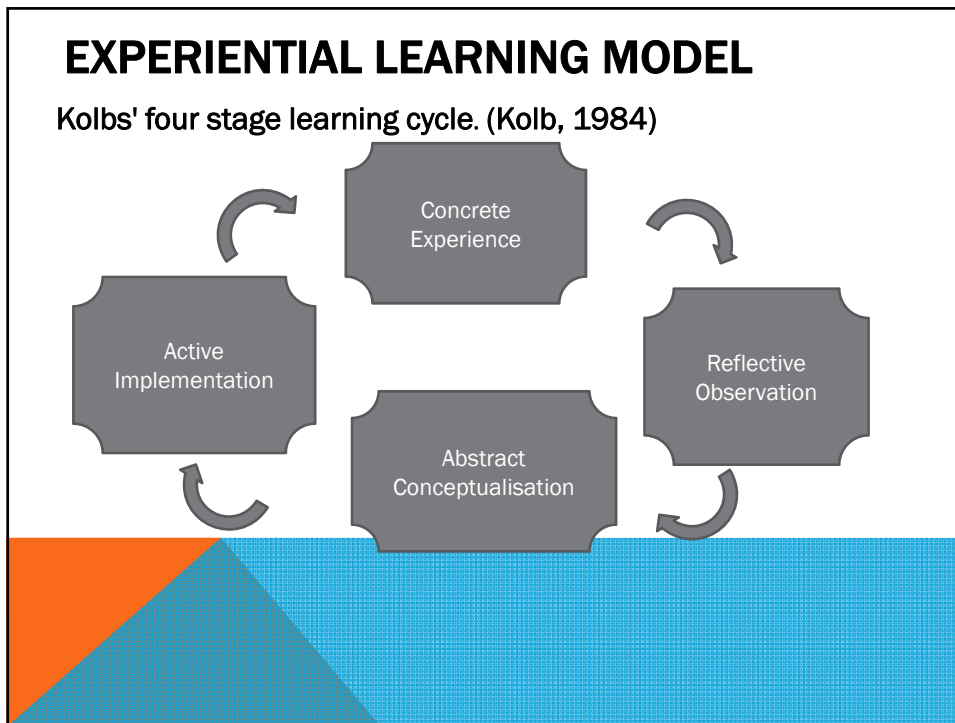 EXPERIENTIAL LEARNING MODEL
Kolbs' four stage learning cycle. (Kolb, 1984)
Concrete
Experience
Reflective
Observation
Abstract
Conceptualisation
Active
Implementation